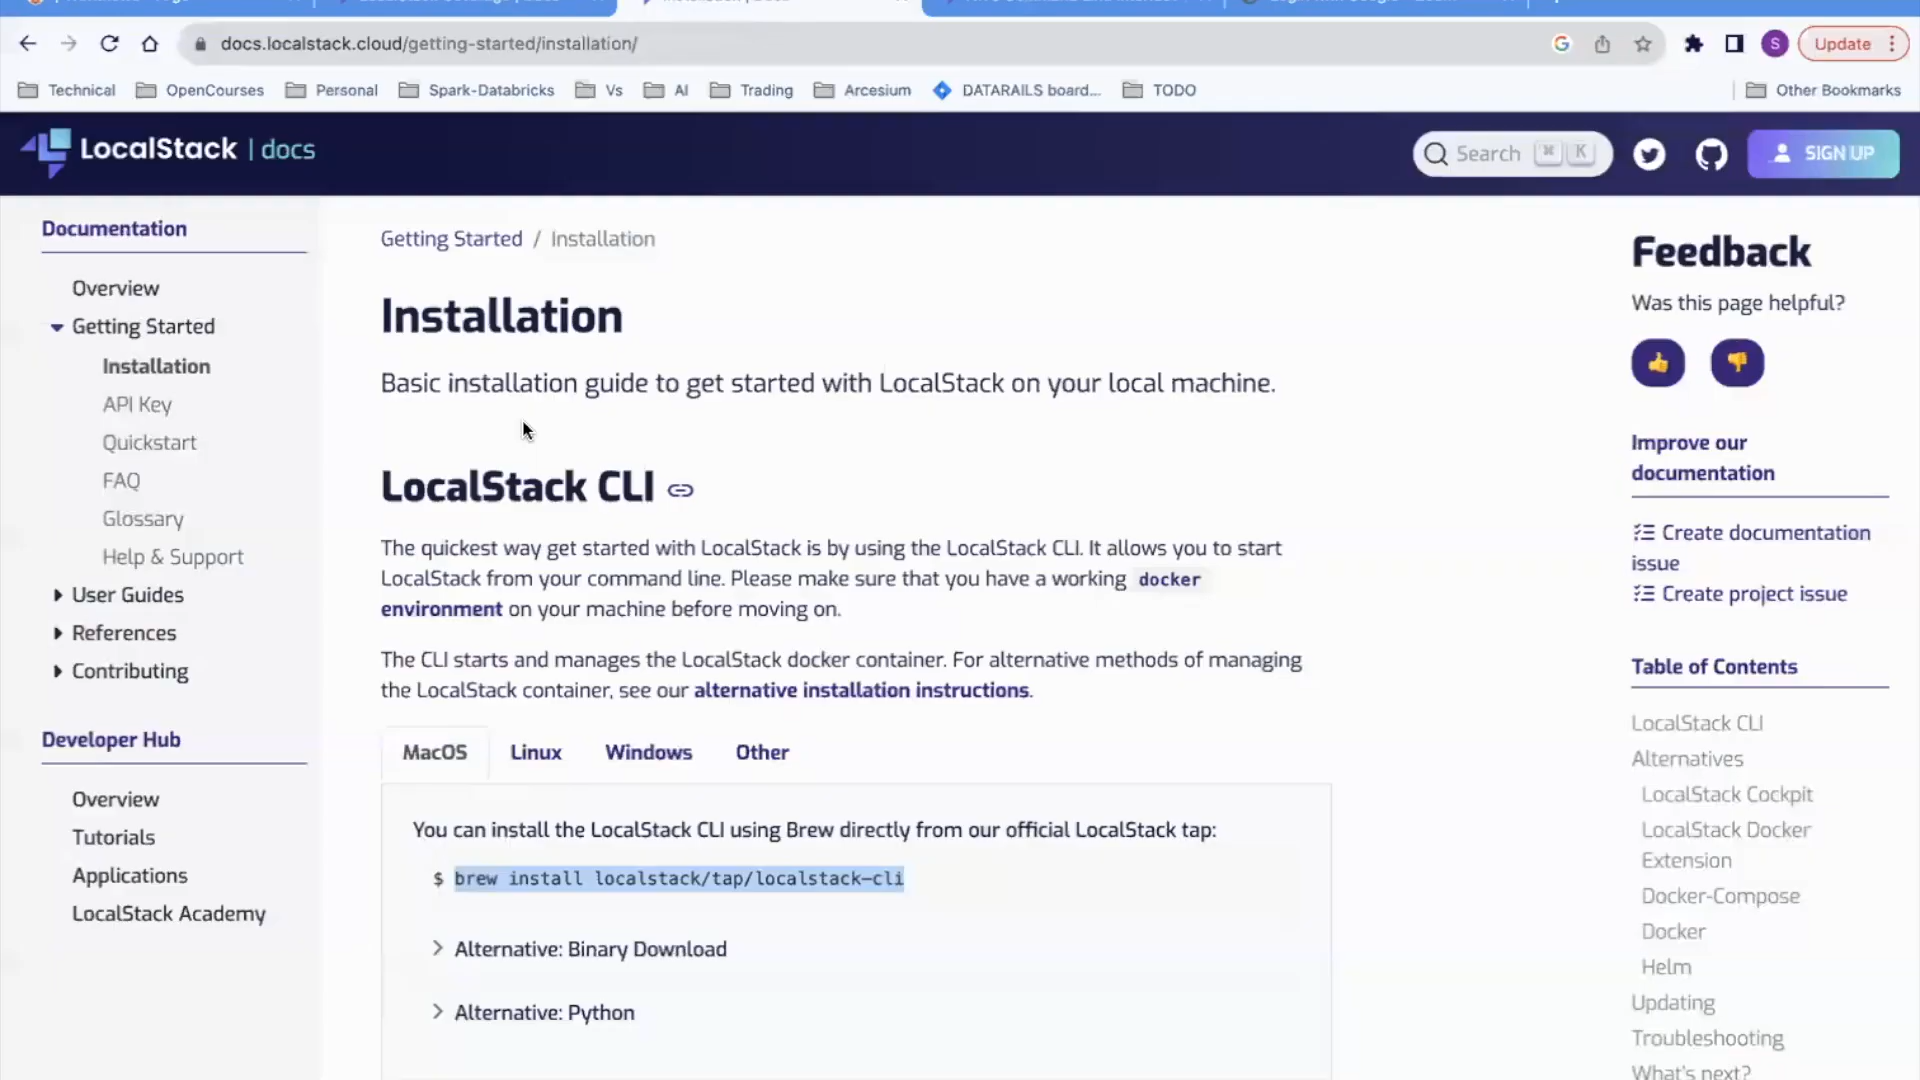 docs.localstack.cloud/getting-started/installation/
S
Update
Technical
OpenCourses
Personal
Spark-Databricks
Vs
AI
Trading
Arcesium
DATARAILS board...
TODO
Other Bookmarks
LocalStack | docs
Search ⌘ K
SIGN UP
Documentation
Overview
Getting Started
Installation
API Key
Quickstart
FAQ
Glossary
Help & Support
User Guides
References
Contributing
Developer Hub
Overview
Tutorials
Applications
LocalStack Academy
Getting Started / Installation
Installation
Basic installation guide to get started with LocalStack on your local machine.
LocalStack CLI
The quickest way get started with LocalStack is by using the LocalStack CLI. It allows you to start
LocalStack from your command line. Please make sure that you have a working docker
environment on your machine before moving on.
The CLI starts and manages the LocalStack docker container. For alternative methods of managing
the LocalStack container, see our alternative installation instructions.
MacOS Linux Windows Other
You can install the LocalStack CLI using Brew directly from our official LocalStack tap:
$ brew install localstack/tap/localstack-cli
Alternative: Binary Download
Alternative: Python
Feedback
Was this page helpful?
Improve our
documentation
Create documentation
issue
Create project issue
Table of Contents
LocalStack CLI
Alternatives
LocalStack Cockpit
LocalStack Docker
Extension
Docker-Compose
Docker
Helm
Updating
Troubleshooting
What's next?